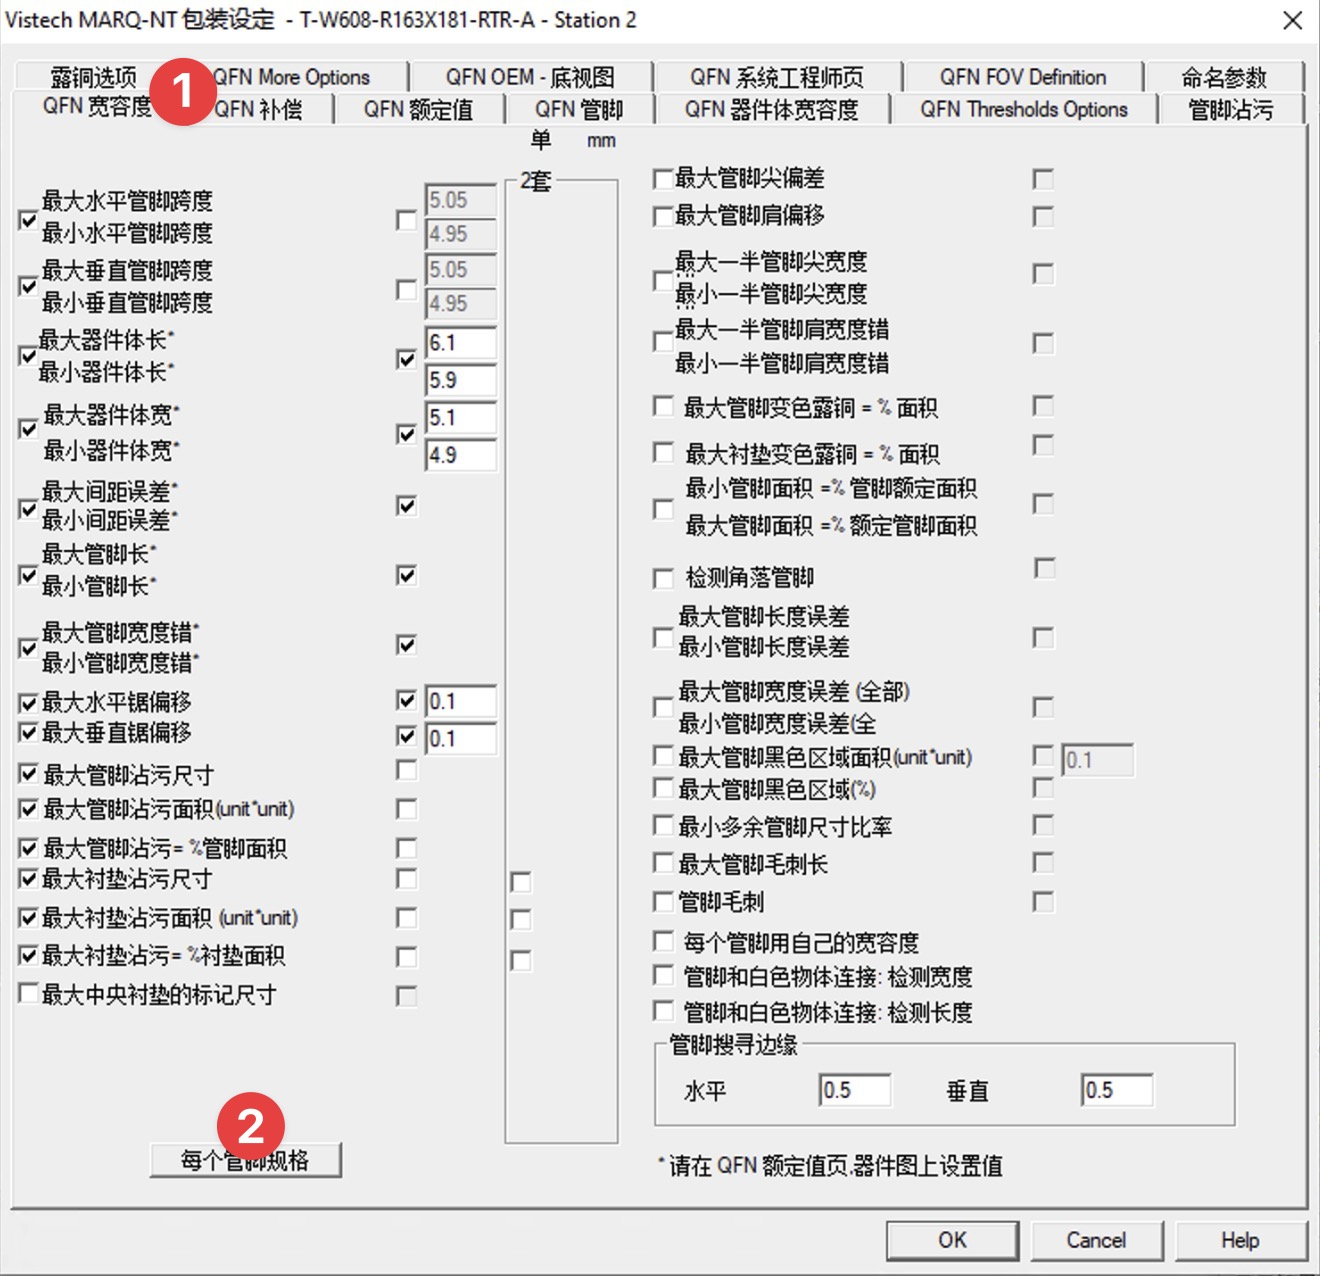 Vistech MARQ-NT 包装设定 - T-W608-R163X181-RTR-A - Station 2
露铜选项 QFN More Options QFN OEM - 底视图 QFN 系统工程师页 QFN FOV Definition 命名参数
QFN 宽容度 1 QFN 补偿 QFN 额定值 QFN 管脚 QFN 器件体宽容度 QFN Thresholds Options 管脚沾污
单 mm
2套
最大水平管脚跨度 5.05
最小水平管脚跨度 4.95
最大垂直管脚跨度 5.05
最小垂直管脚跨度 4.95
最大器件体长* 6.1
最小器件体长* 5.9
最大器件体宽* 5.1
最小器件体宽* 4.9
最大间距误差*
最小间距误差*
最大管脚长*
最小管脚长*
最大管脚宽度错*
最小管脚宽度错*
最大水平锯偏移 0.1
最大垂直锯偏移 0.1
最大管脚沾污尺寸
最大管脚沾污面积(unit*unit)
最大管脚沾污= %管脚面积
最大衬垫沾污尺寸
最大衬垫沾污面积 (unit*unit)
最大衬垫沾污= %衬垫面积
最大中央衬垫的标记尺寸
2
每个管脚规格
最大管脚尖偏差
最大管脚肩偏移
最大一半管脚尖宽度
最小一半管脚尖宽度
最大一半管脚肩宽度错
最小一半管脚肩宽度错
最大管脚变色露铜 = % 面积
最大衬垫变色露铜 = % 面积
最小管脚面积 =% 管脚额定面积
最大管脚面积 =% 额定管脚面积
检测角落管脚
最大管脚长度误差
最小管脚长度误差
最大管脚宽度误差 (全部)
最小管脚宽度误差(全
最大管脚黑色区域面积(unit*unit) 0.1
最大管脚黑色区域(%)
最小多余管脚尺寸比率
最大管脚毛刺长
管脚毛刺
每个管脚用自己的宽容度
管脚和白色物体连接: 检测宽度
管脚和白色物体连接: 检测长度
管脚搜寻边缘
水平 0.5 垂直 0.5
* 请在 QFN 额定值页,器件图上设置值
OK Cancel Help